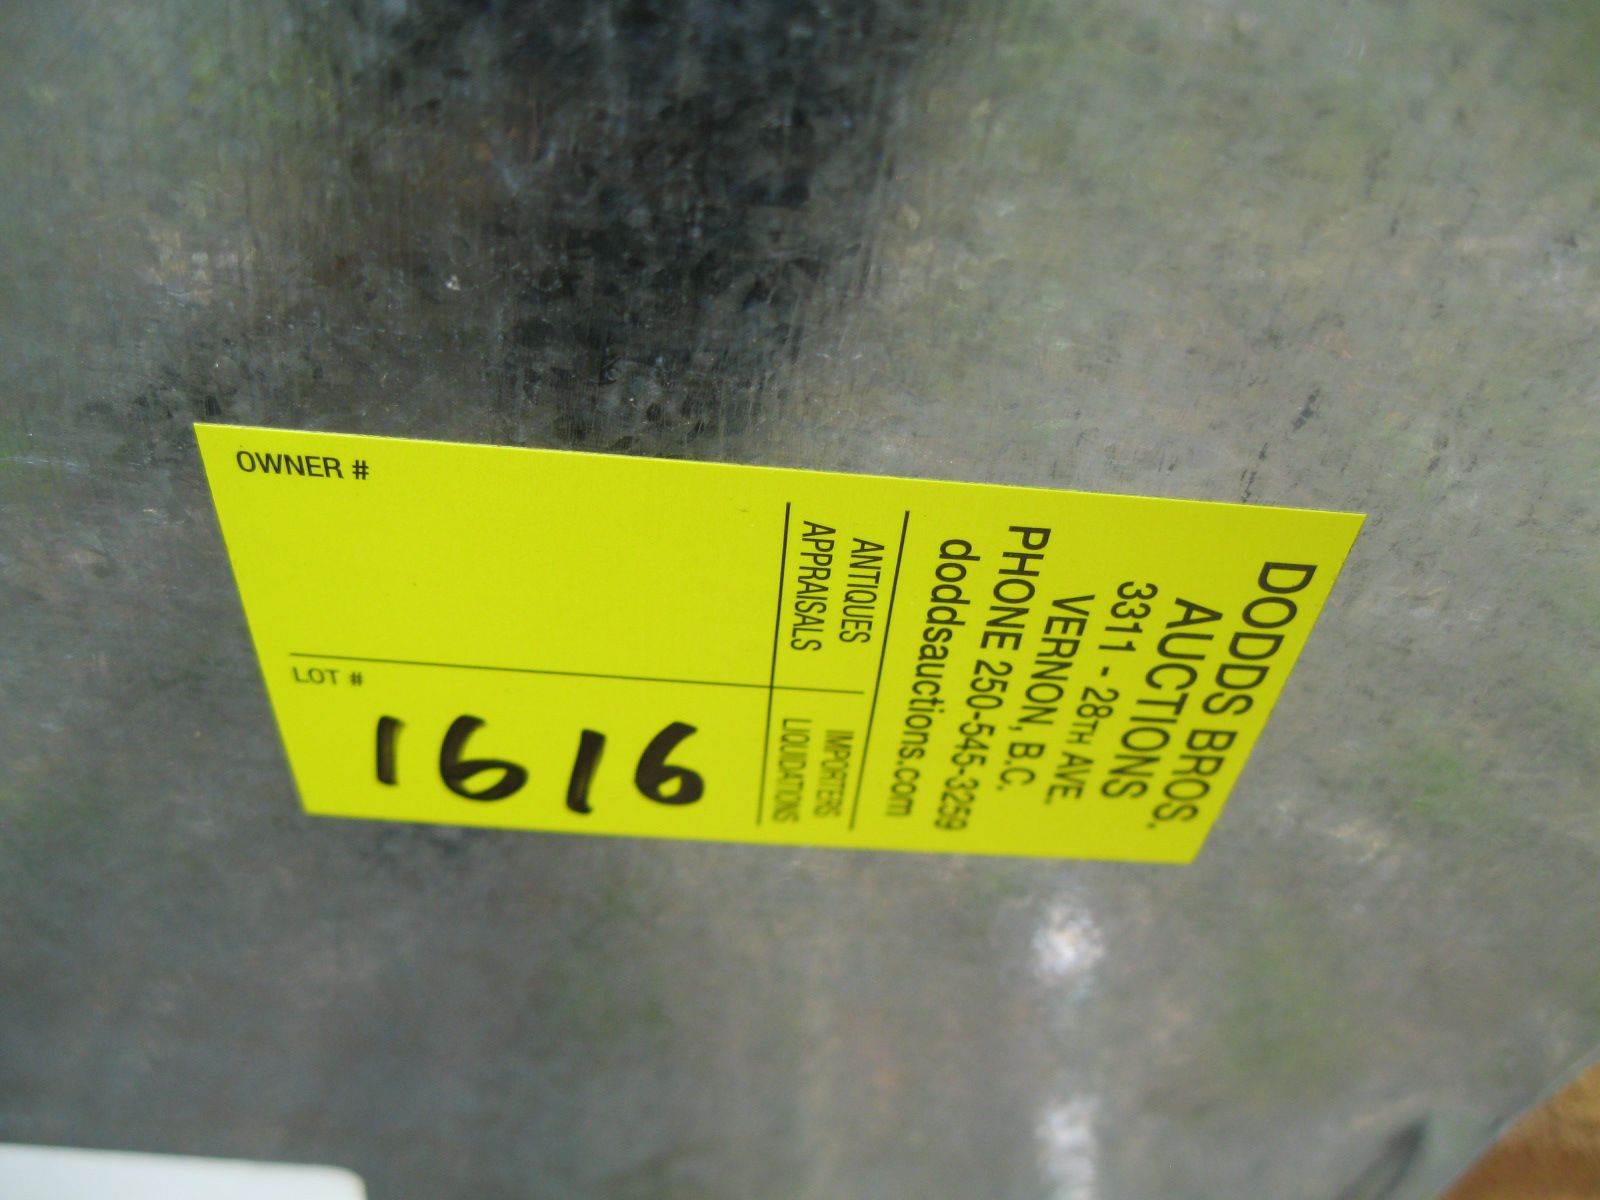 DODDS BROS.
AUCTIONS
3311 - 28TH AVE.
VERNON, B.C.
PHONE 250-545-3259
doddsauctions.com
ANTIQUES
APPRAISALS
IMPORTERS
LIQUIDATIONS
OWNER #
LOT #
1616